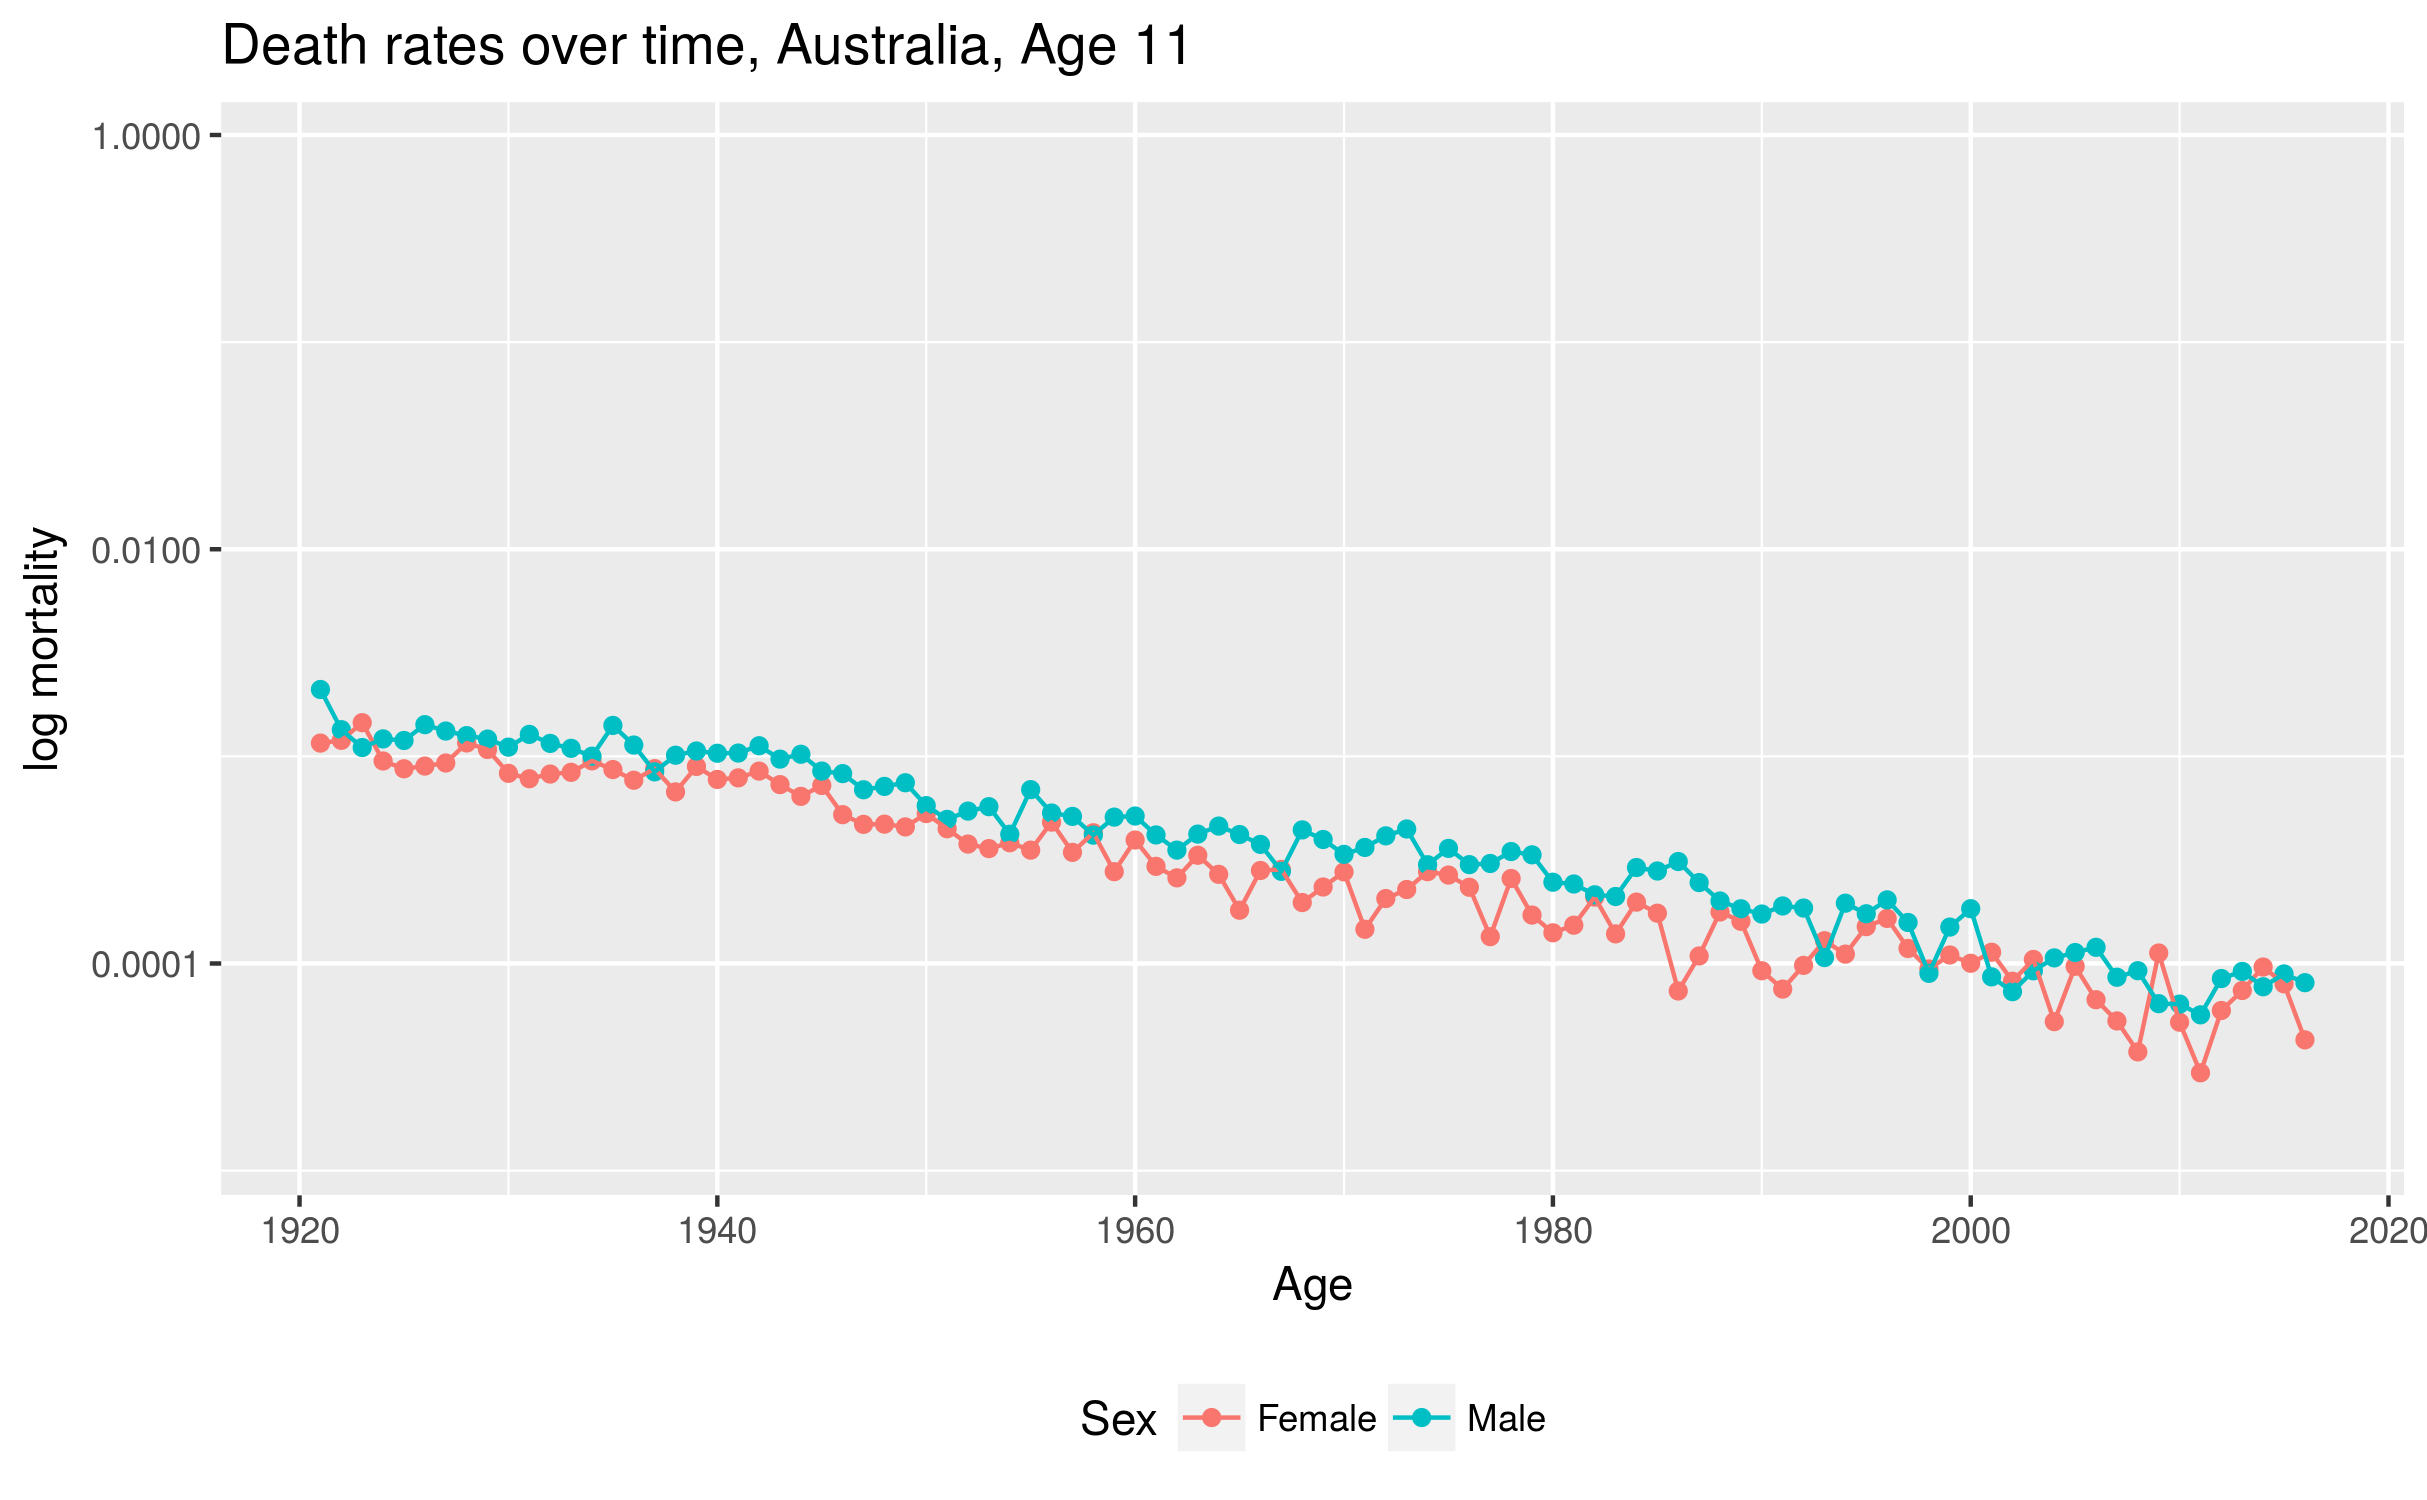 Death rates over time, Australia, Age 11
log mortality
1.0000
0.0100
0.0001
1920 1940 1960 1980 2000 2020
Age
Sex Female Male